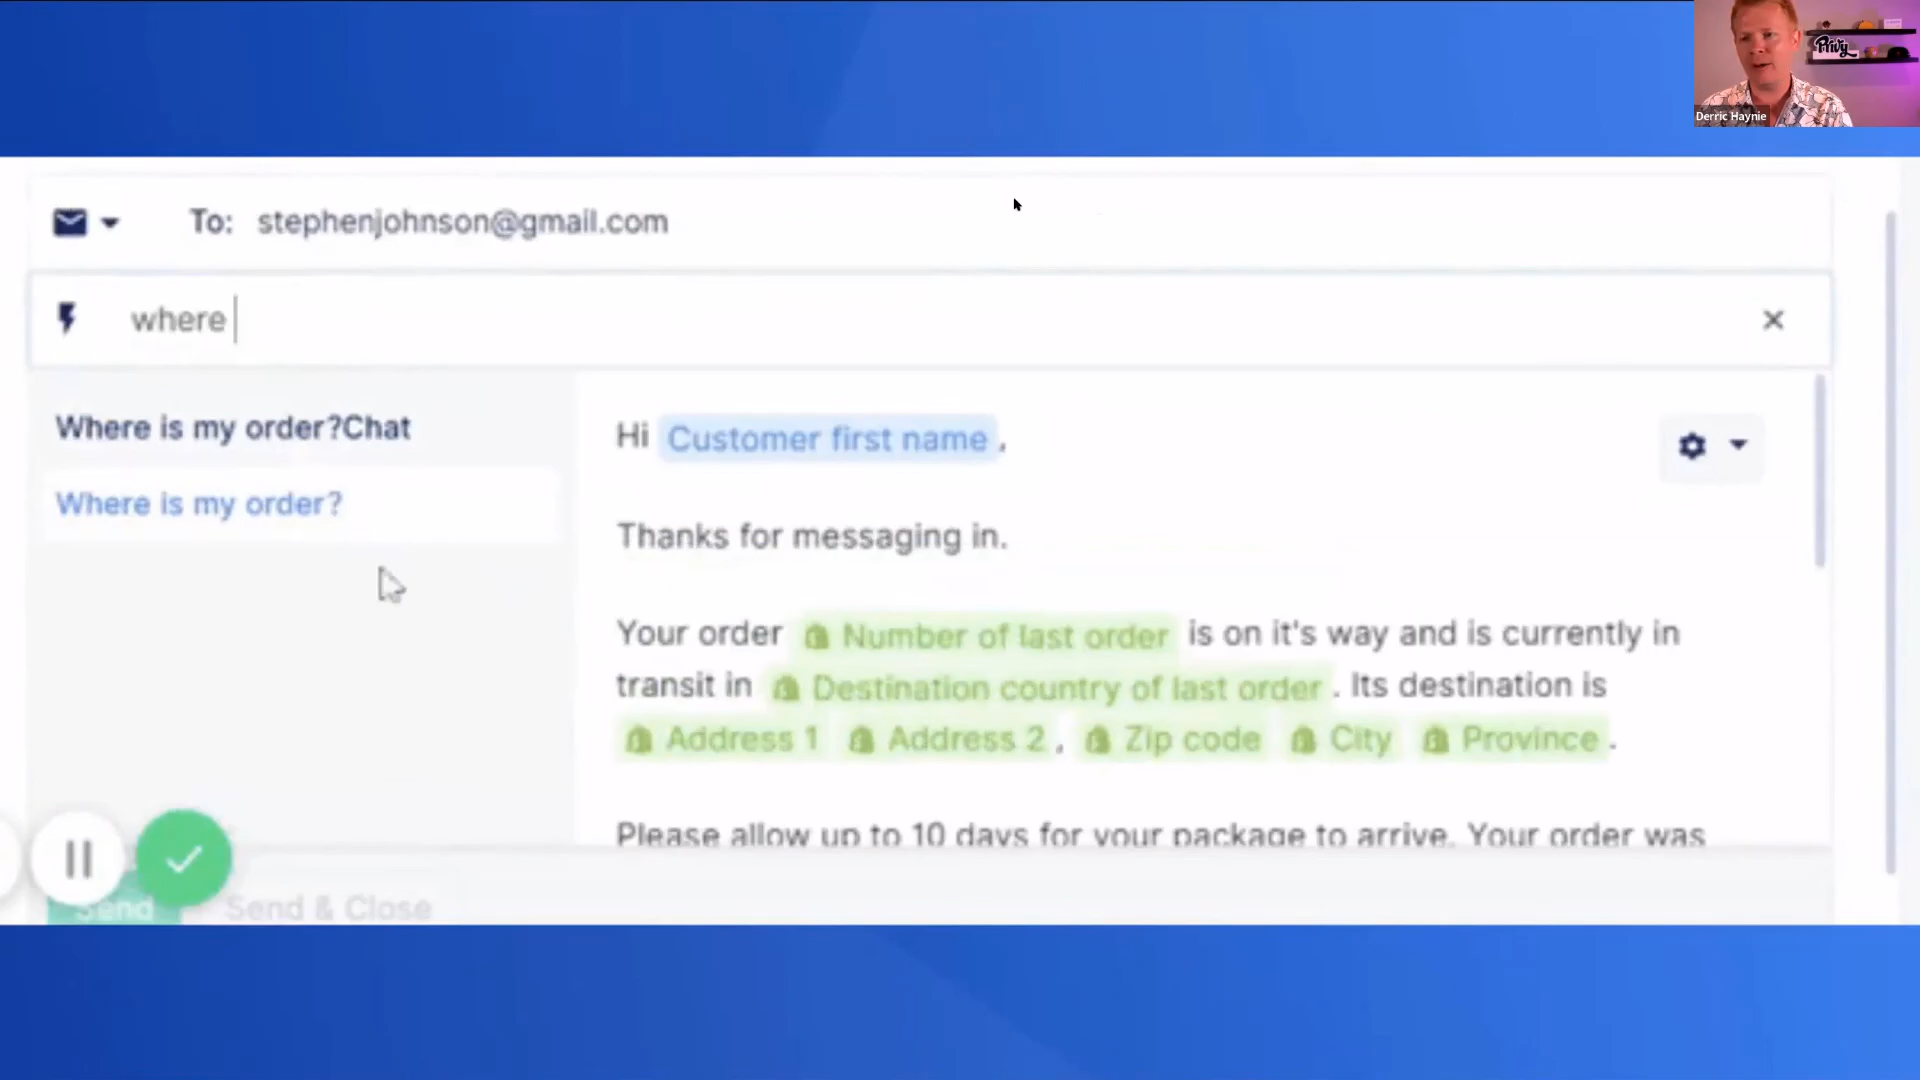 Privy
Derric Haynie
To: stephenjohnson@gmail.com
where
Where is my order?Chat
Where is my order?
Hi Customer first name ,
Thanks for messaging in.
Your order Number of last order is on it's way and is currently in
transit in Destination country of last order . Its destination is
Address 1 Address 2 , Zip code City Province .
Please allow up to 10 days for your package to arrive. Your order was
Send Send & Close